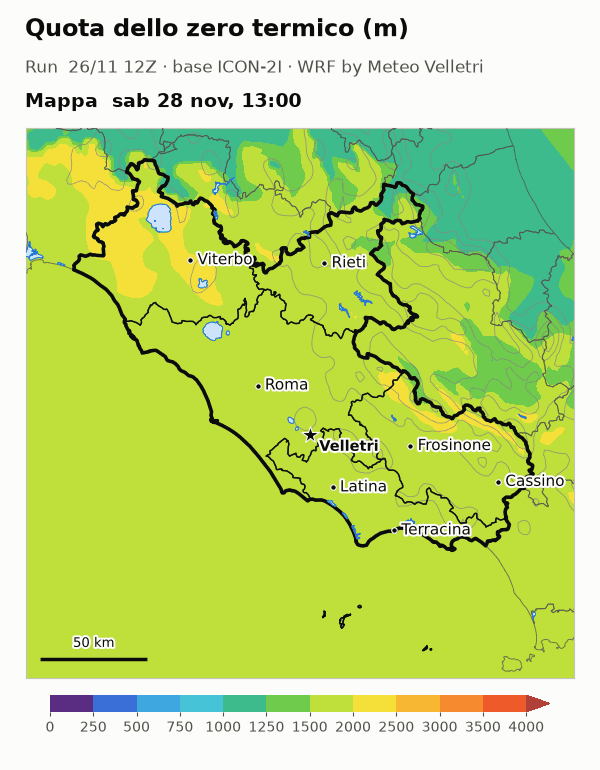 Quota dello zero termico (m)
Run  26/11 12Z · base ICON-2I · WRF by Meteo Velletri
Mappa  sab 28 nov, 13:00
Viterbo
Rieti
Roma
Velletri
Frosinone
Cassino
Latina
Terracina
50 km
0 250 500 750 1000 1250 1500 2000 2500 3000 3500 4000